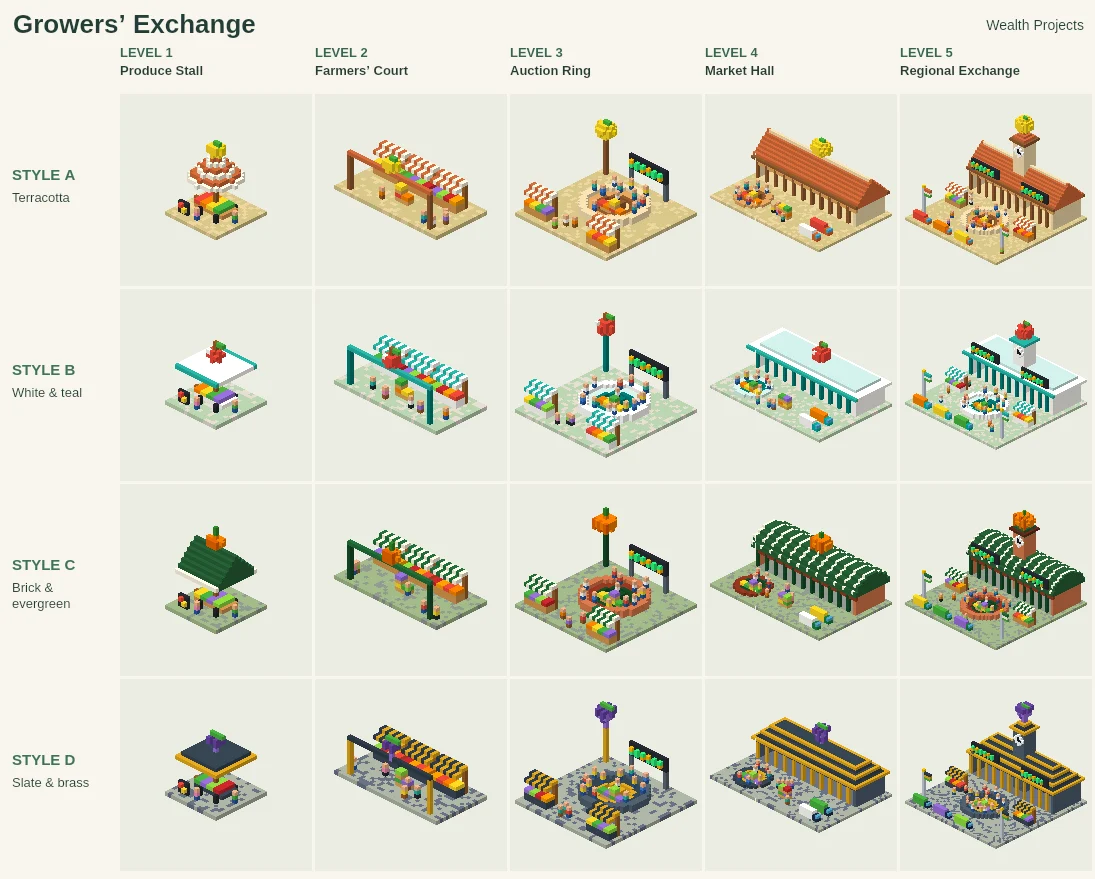 Growers’ Exchange
Wealth Projects
LEVEL 1
Produce Stall
LEVEL 2
Farmers’ Court
LEVEL 3
Auction Ring
LEVEL 4
Market Hall
LEVEL 5
Regional Exchange
STYLE A
Terracotta
STYLE B
White & teal
STYLE C
Brick &
evergreen
STYLE D
Slate & brass